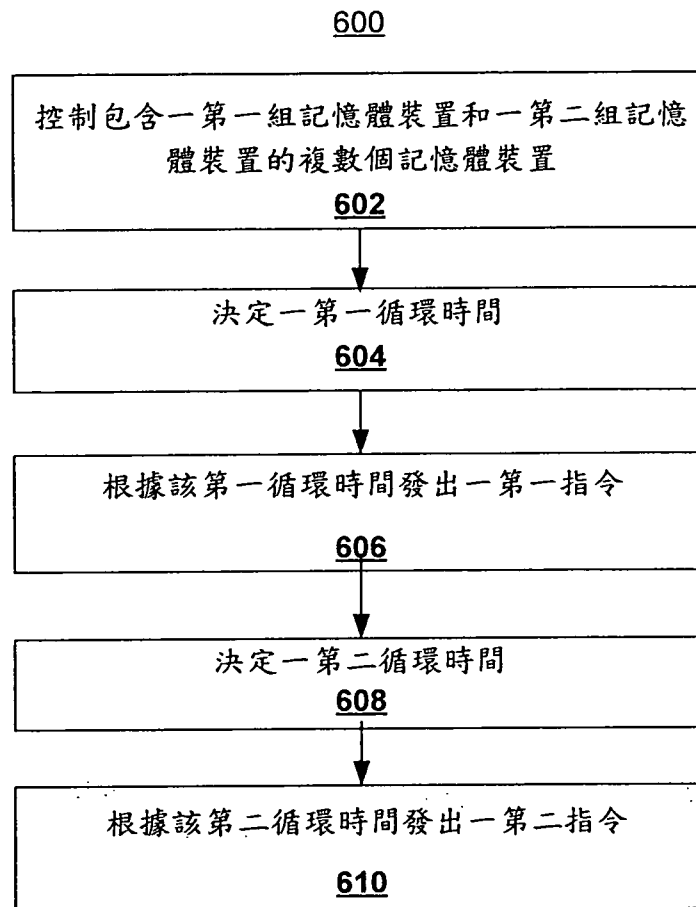 600
控制包含一第一組記憶體裝置和一第二組記憶
體裝置的複數個記憶體裝置
602
決定一第一循環時間
604
根據該第一循環時間發出一第一指令
606
決定一第二循環時間
608
根據該第二循環時間發出一第二指令
610